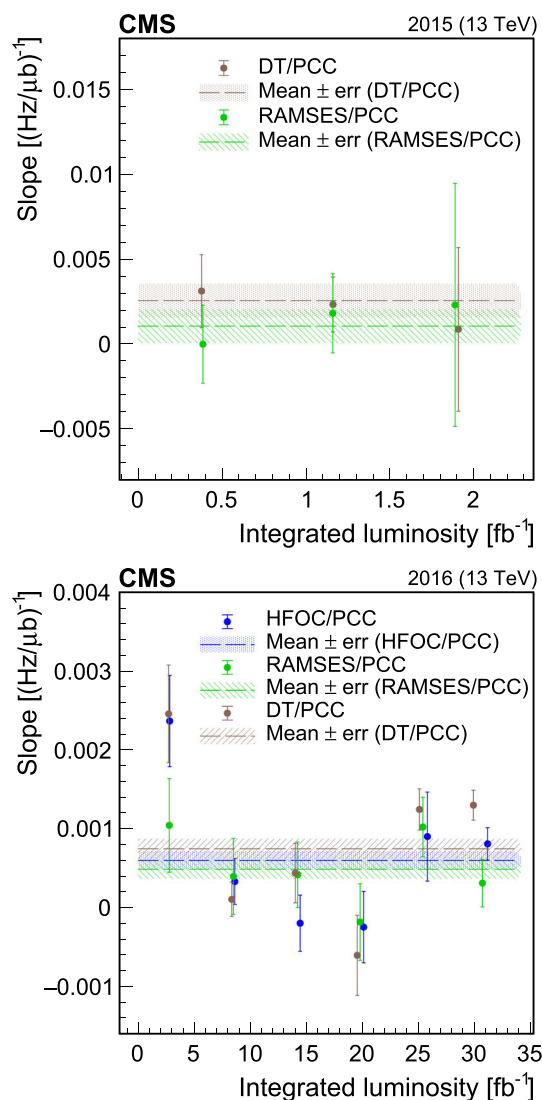 CMS 2015 (13 TeV)
DT/PCC
Mean ± err (DT/PCC)
RAMSES/PCC
Mean ± err (RAMSES/PCC)
Slope [(Hz/μb)⁻¹]
0.015
0.01
0.005
0
−0.005
0 0.5 1 1.5 2
Integrated luminosity [fb⁻¹]
CMS 2016 (13 TeV)
HFOC/PCC
Mean ± err (HFOC/PCC)
RAMSES/PCC
Mean ± err (RAMSES/PCC)
DT/PCC
Mean ± err (DT/PCC)
Slope [(Hz/μb)⁻¹]
0.004
0.003
0.002
0.001
0
−0.001
0 5 10 15 20 25 30 35
Integrated luminosity [fb⁻¹]